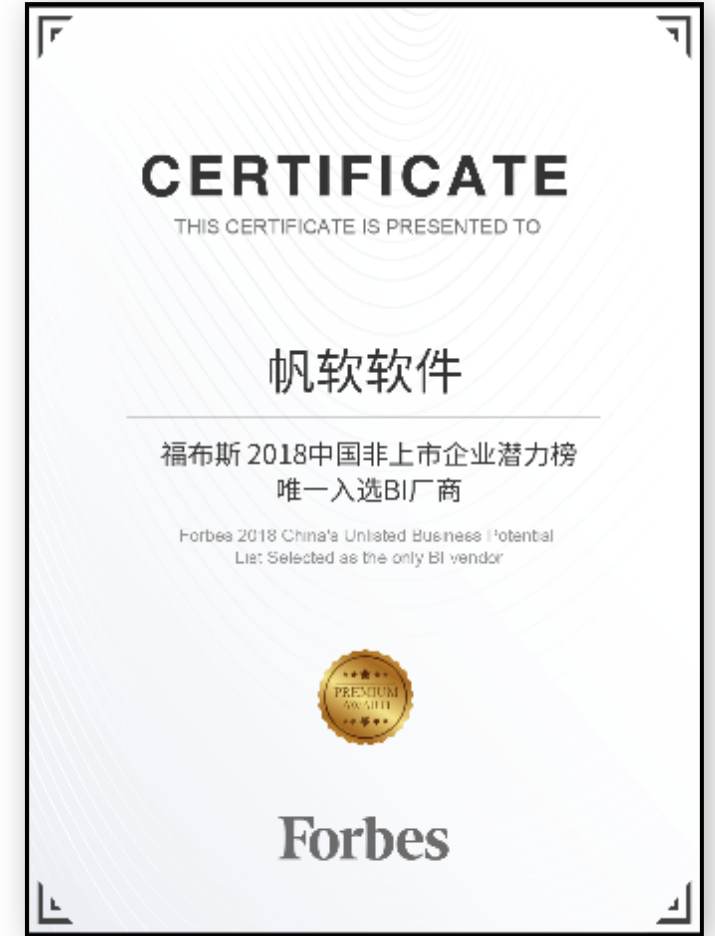 CERTIFICATE
THIS CERTIFICATE IS PRESENTED TO
帆软软件
福布斯 2018中国非上市企业潜力榜
唯一入选BI厂商
Forbes 2018 China's Unlisted Business Potential
List Selected as the only BI vendor
PREMIUM
AWARD
Forbes